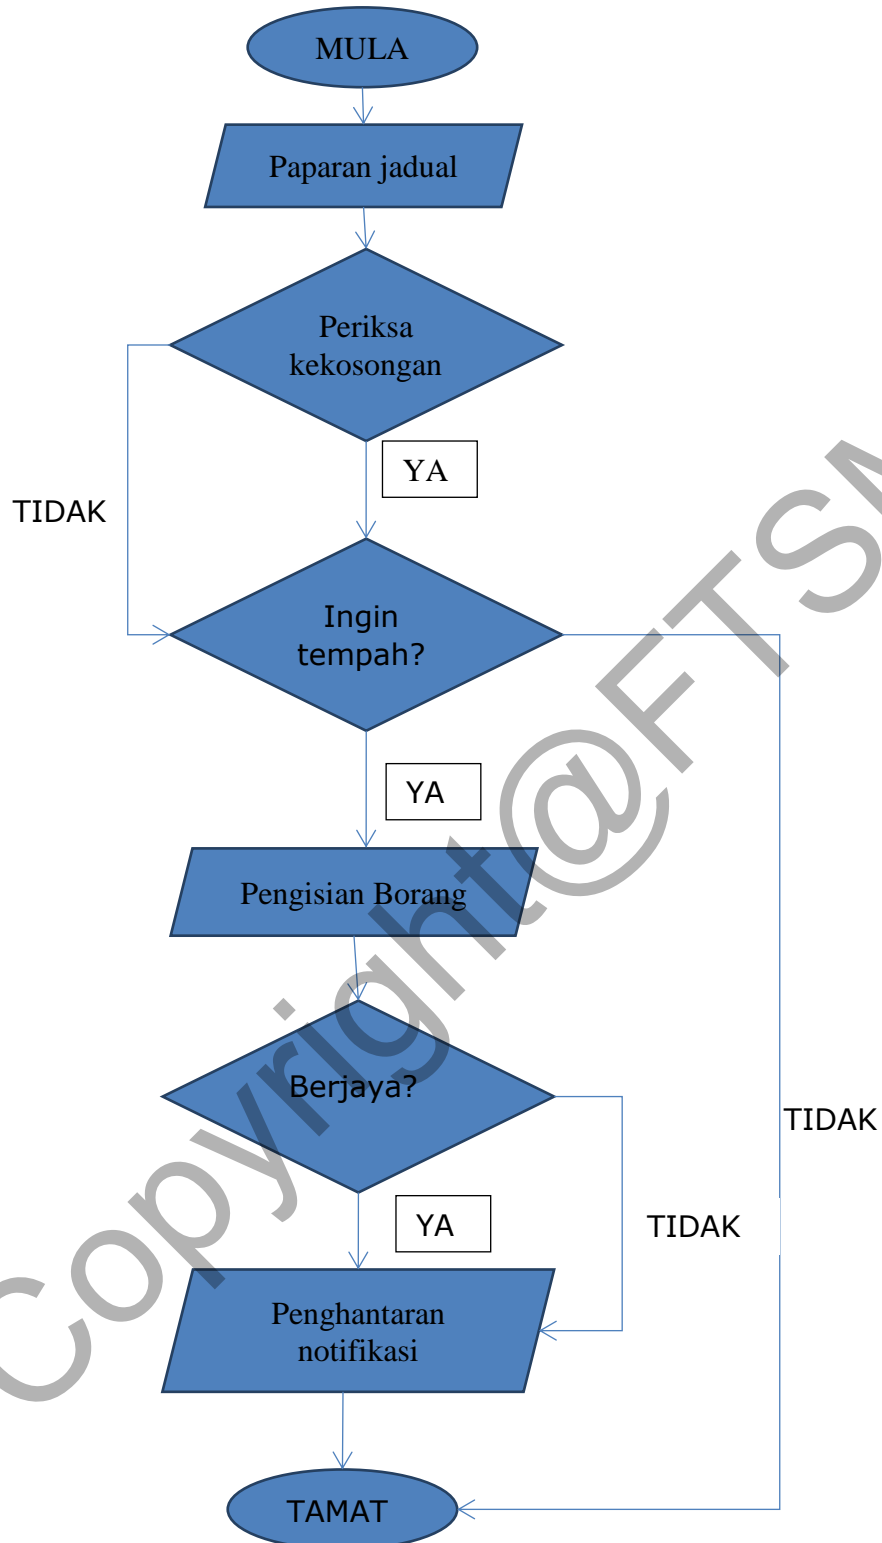 MULA
Paparan jadual
Periksa
kekosongan
YA
TIDAK
Ingin
tempah?
YA
Pengisian Borang
Berjaya?
TIDAK
YA
TIDAK
Penghantaran
notifikasi
TAMAT
Copyright@FTSM